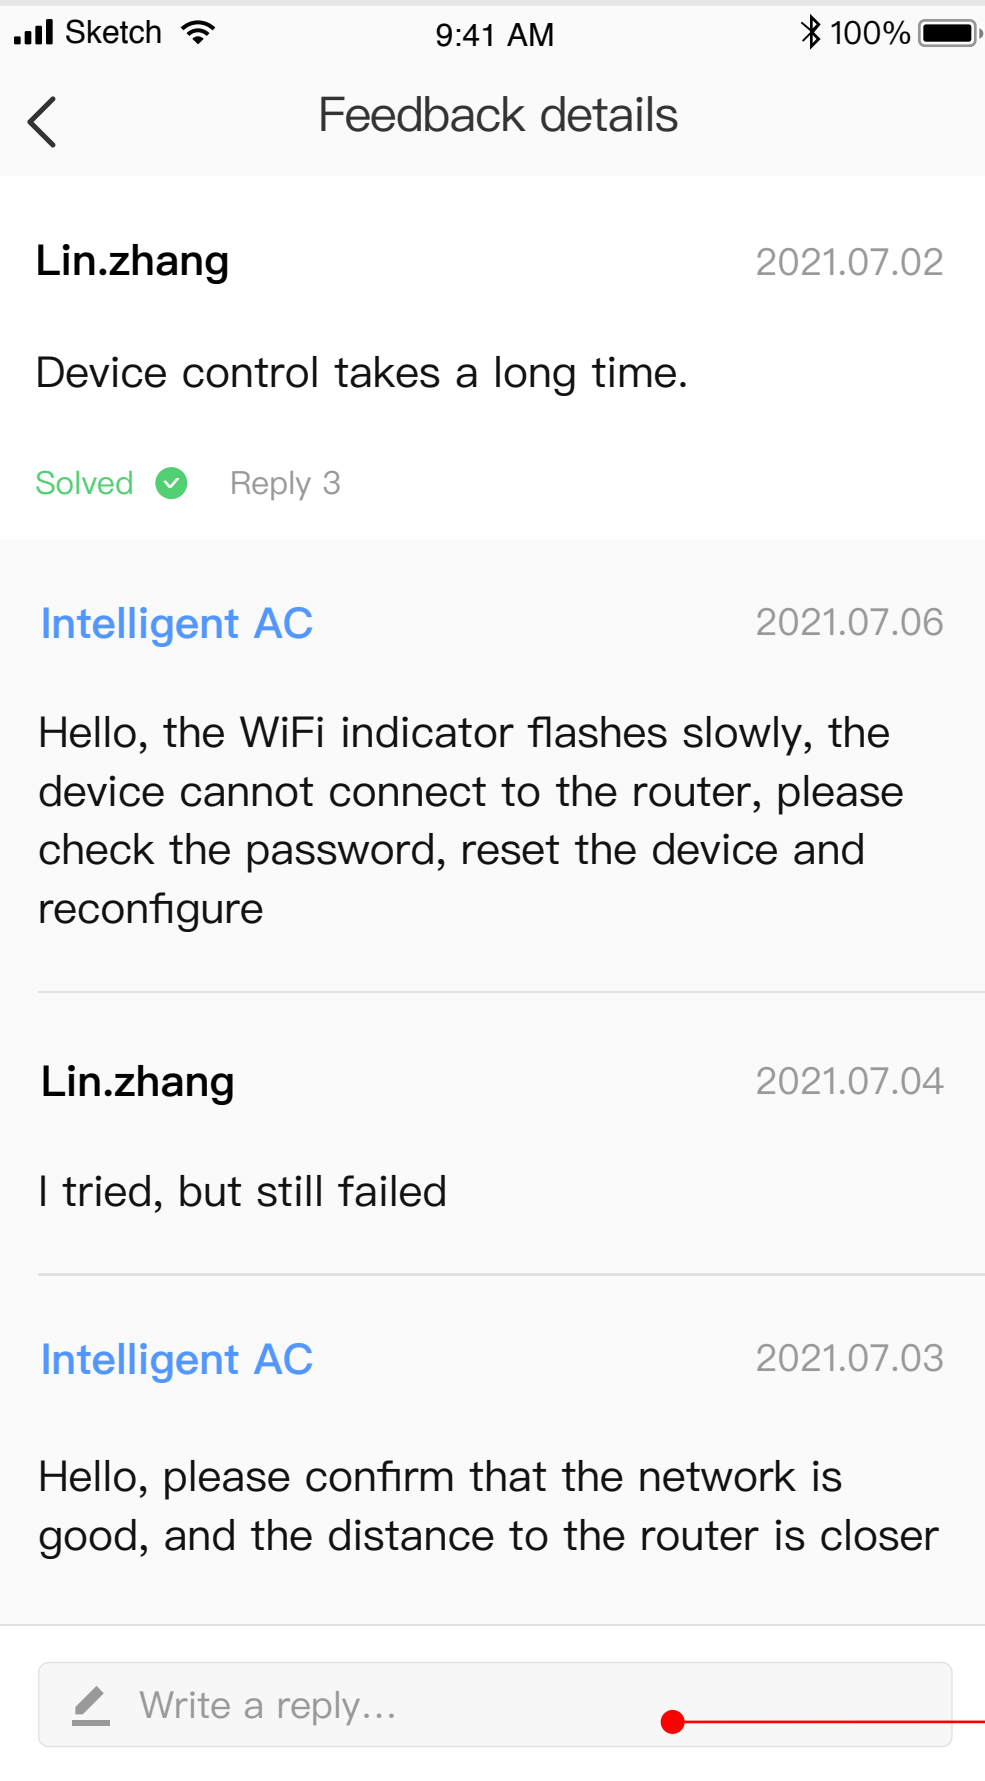 Sketch 9:41 AM 100%
Feedback details
Lin.zhang 2021.07.02
Device control takes a long time.
Solved Reply 3
Intelligent AC 2021.07.06
Hello, the WiFi indicator flashes slowly, the
device cannot connect to the router, please
check the password, reset the device and
reconfigure
Lin.zhang 2021.07.04
I tried, but still failed
Intelligent AC 2021.07.03
Hello, please confirm that the network is
good, and the distance to the router is closer
Write a reply...